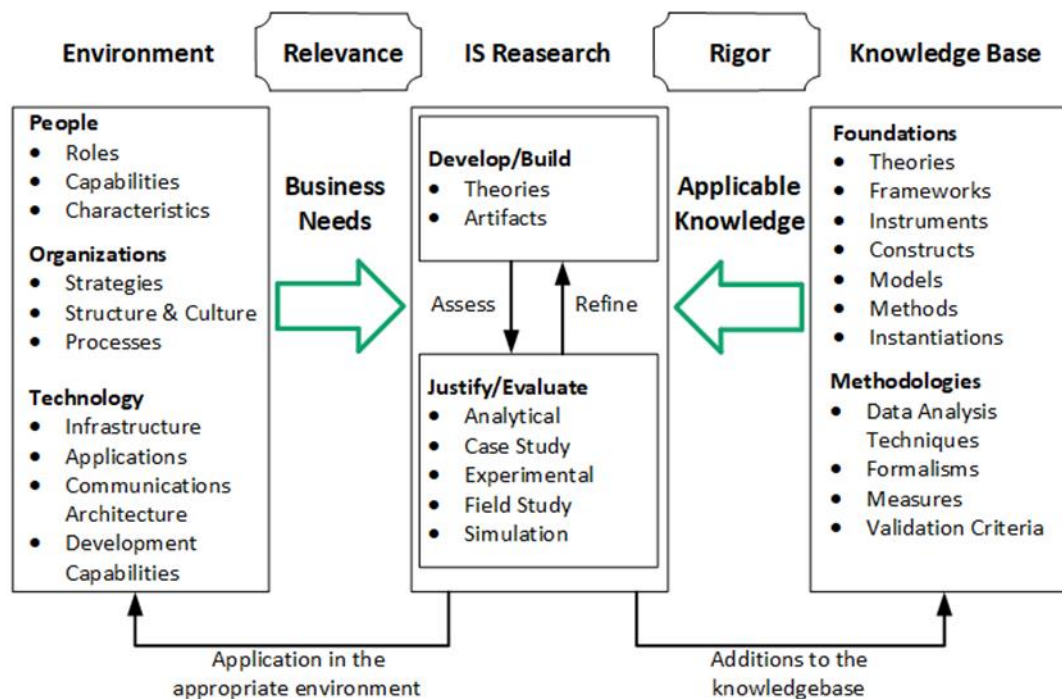 Environment
Relevance
IS Reasearch
Rigor
Knowledge Base
People
• Roles
• Capabilities
• Characteristics
Organizations
• Strategies
• Structure & Culture
• Processes
Technology
• Infrastructure
• Applications
• Communications
Architecture
• Development
Capabilities
Business
Needs
Develop/Build
• Theories
• Artifacts
Assess
Refine
Justify/Evaluate
• Analytical
• Case Study
• Experimental
• Field Study
• Simulation
Applicable
Knowledge
Foundations
• Theories
• Frameworks
• Instruments
• Constructs
• Models
• Methods
• Instantiations
Methodologies
• Data Analysis
Techniques
• Formalisms
• Measures
• Validation Criteria
Application in the
appropriate environment
Additions to the
knowledgebase